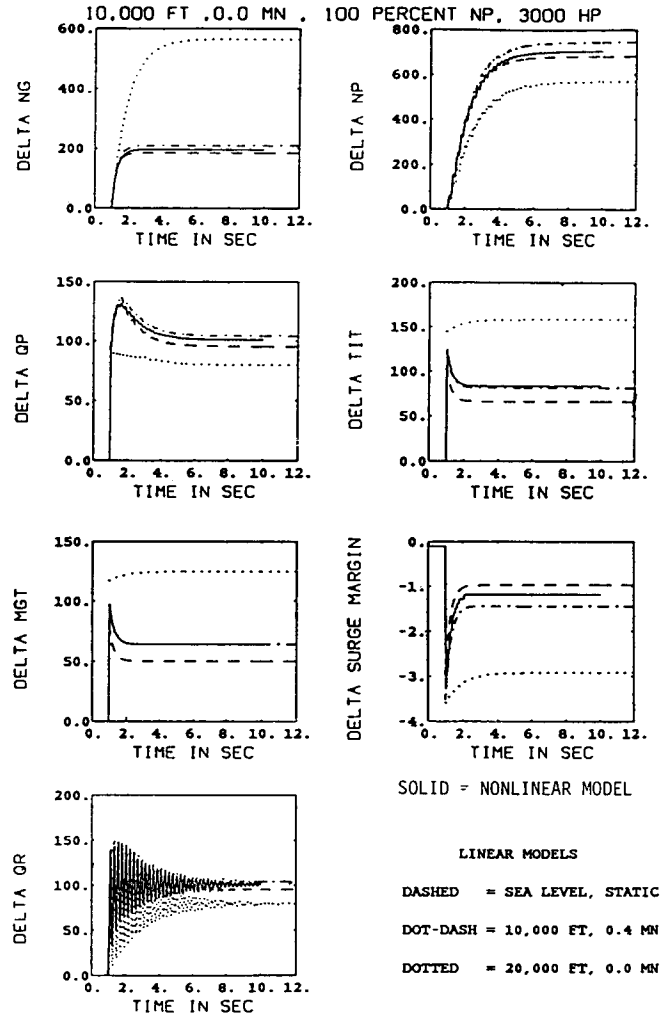 10,000 FT .0.0 MN , 100 PERCENT NP, 3000 HP
600.
400.
200
0.0
0. 2. 4. 6. 8. 10. 12.
TIME IN SEC
DELTA NG
800.
600.
400.
200.
0.0
0. 2. 4. 6. 8. 10. 12.
TIME IN SEC
DELTA NP
150.
100.
50.
0.0
0. 2. 4. 6. 8. 10. 12.
TIME IN SEC
DELTA QP
200.
150.
100.
50.
0.0
0. 2. 4. 6. 8. 10. 12.
TIME IN SEC
DELTA TIT
150.
100.
50.
0.0
0. 2. 4. 6. 8. 10. 12.
TIME IN SEC
DELTA MGT
0.
-1.
-2.
-3.
-4.
0. 2. 4. 6. 8. 10. 12.
TIME IN SEC
DELTA SURGE MARGIN
200.
150.
100.
50.
0.0
0. 2. 4. 6. 8. 10. 12.
TIME IN SEC
DELTA QR
SOLID = NONLINEAR MODEL
LINEAR MODELS
DASHED = SEA LEVEL, STATIC
DOT-DASH = 10,000 FT, 0.4 MN
DOTTED = 20,000 FT, 0.0 MN